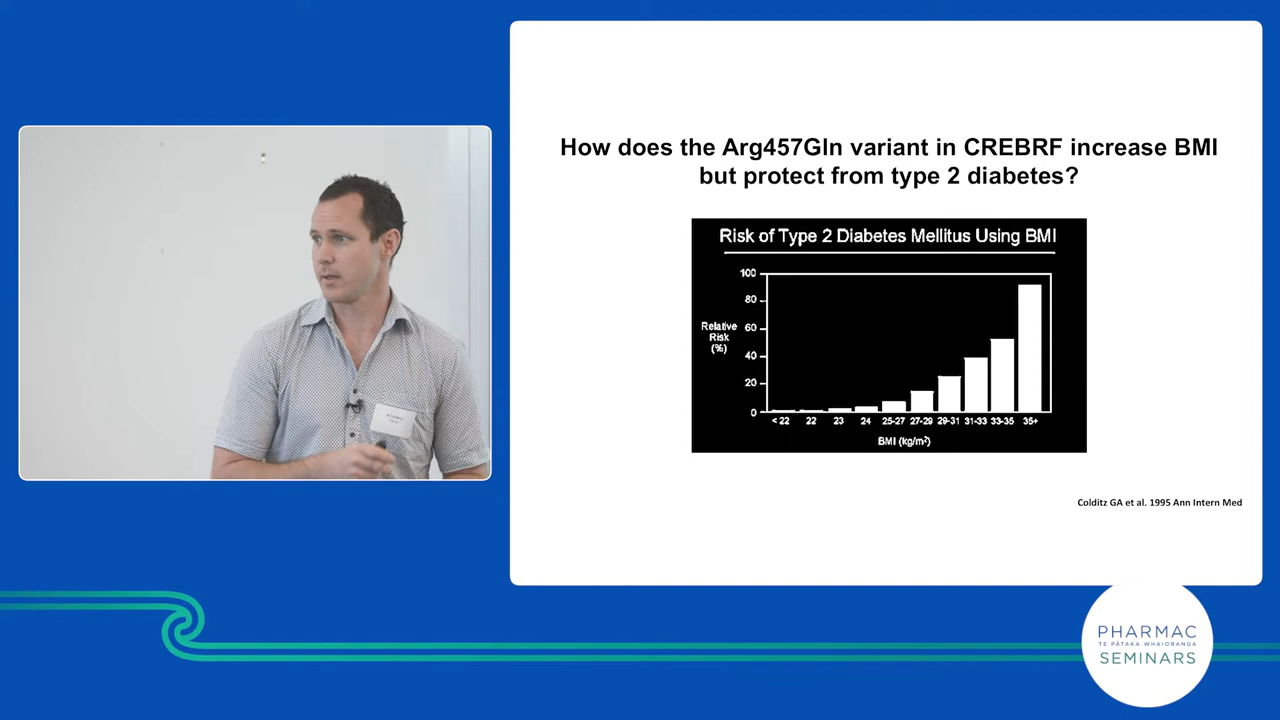 How does the Arg457Gln variant in CREBRF increase BMI
but protect from type 2 diabetes?
Risk of Type 2 Diabetes Mellitus Using BMI
100
80
60
40
20
0
Relative
Risk
(%)
< 22
22
23
24
25-27
27-29
29-31
31-33
33-35
35+
BMI (kg/m²)
Colditz GA et al. 1995 Ann Intern Med
PHARMAC
TE PĀTAKA WHAIORANGA
SEMINARS